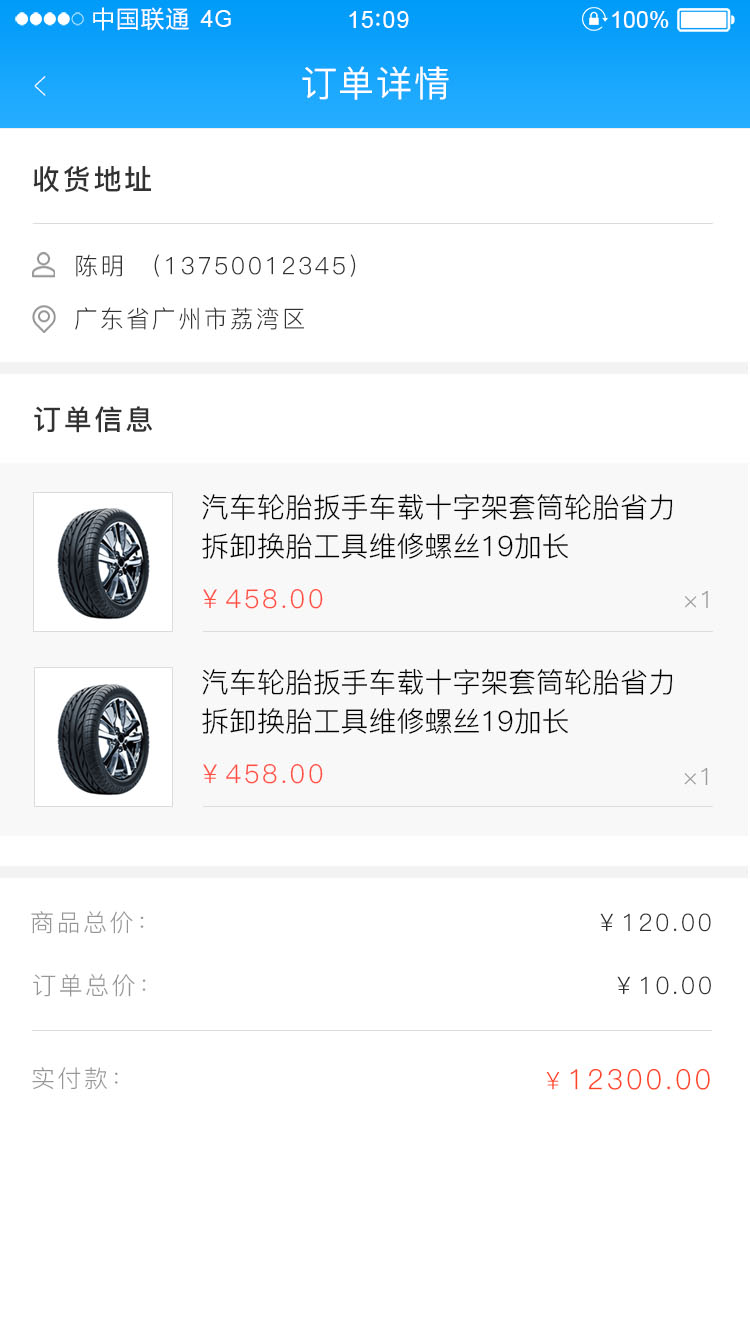 中国联通 4G 15:09 100%
订单详情
收货地址
陈明 （13750012345）
广东省广州市荔湾区
订单信息
汽车轮胎扳手车载十字架套筒轮胎省力
拆卸换胎工具维修螺丝19加长
¥458.00 ×1
汽车轮胎扳手车载十字架套筒轮胎省力
拆卸换胎工具维修螺丝19加长
¥458.00 ×1
商品总价： ¥120.00
订单总价： ¥10.00
实付款： ¥12300.00